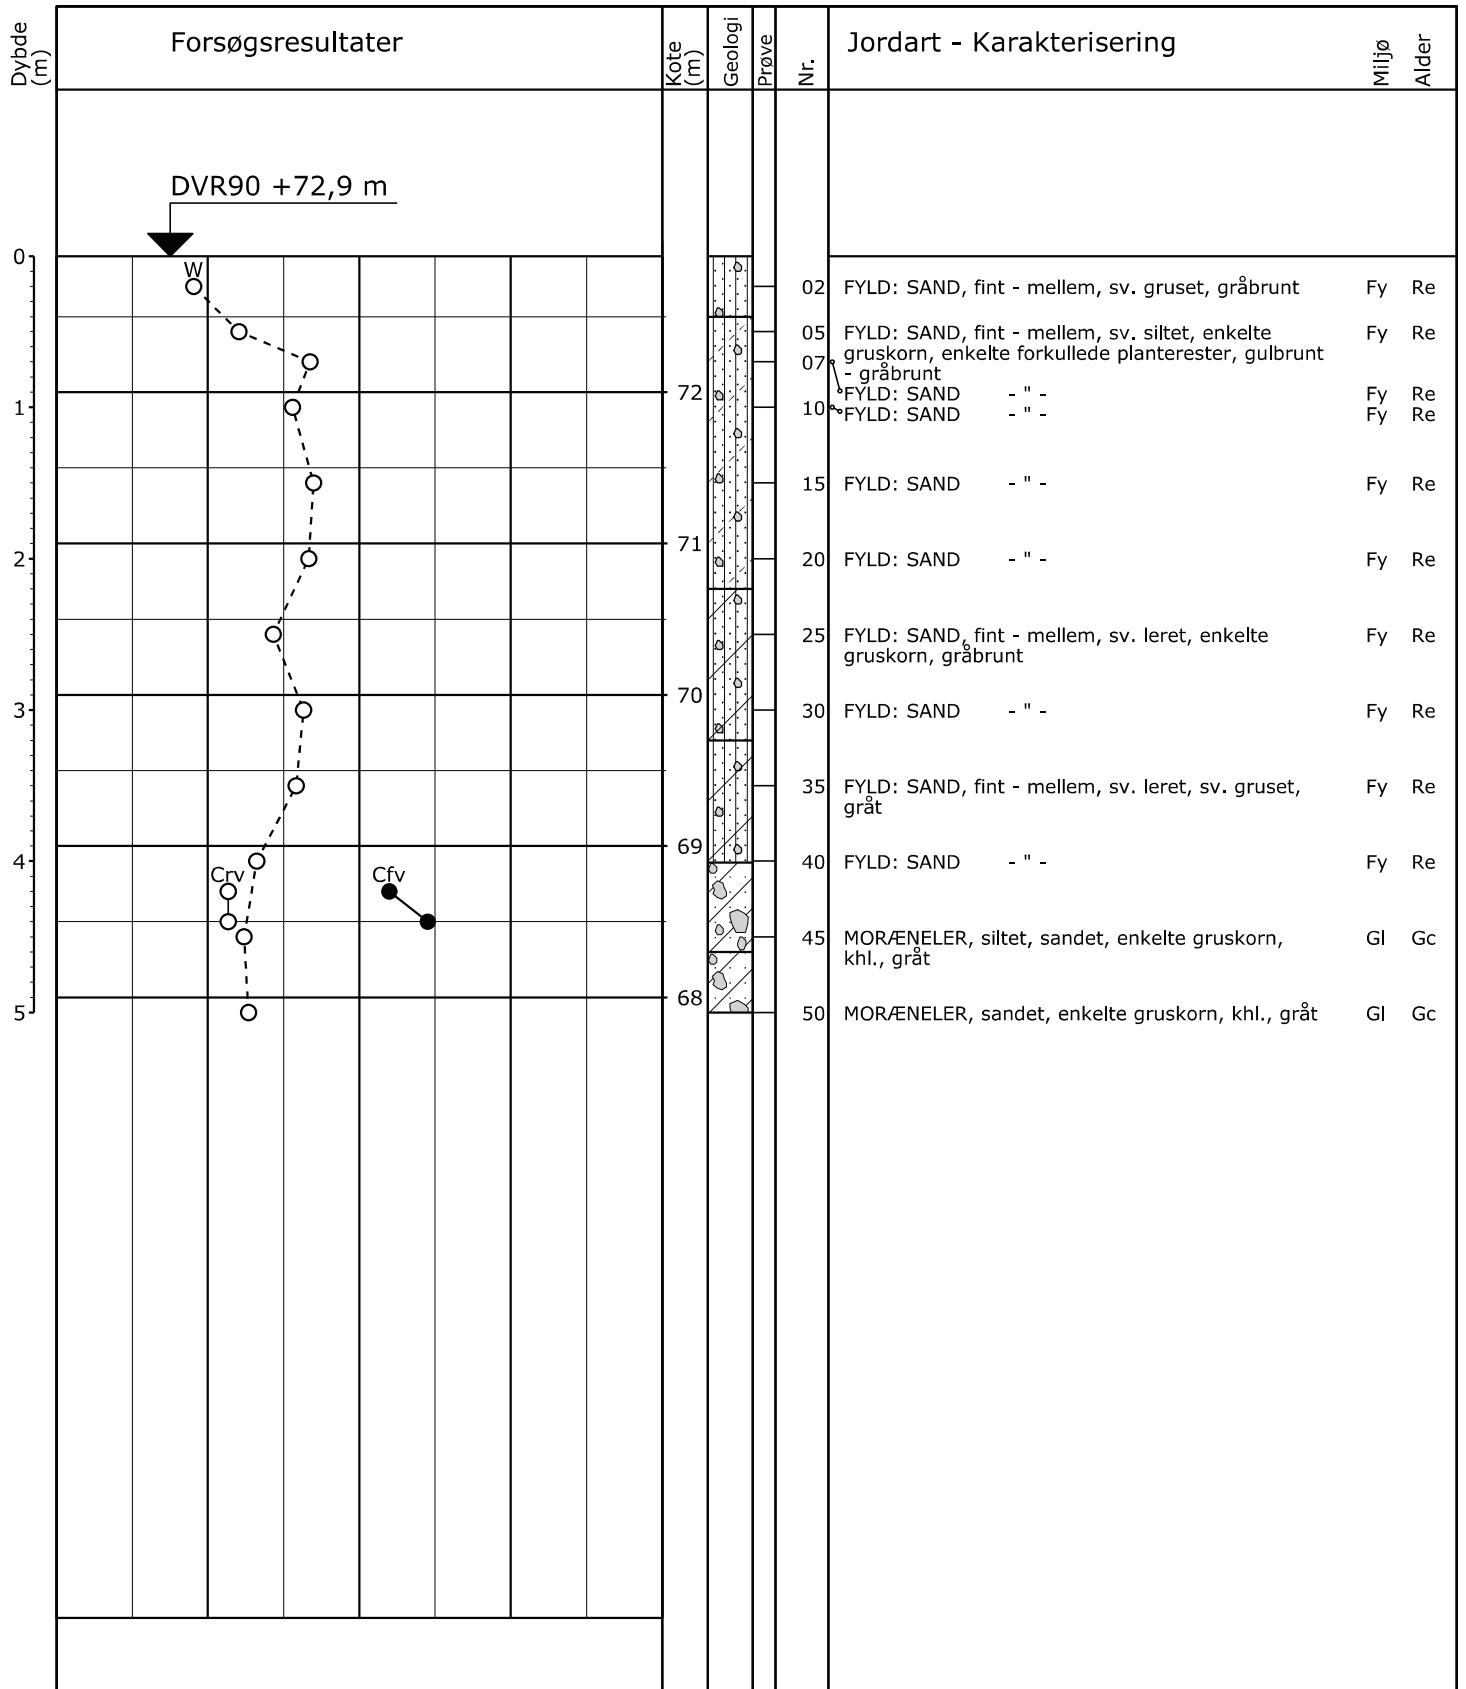 Dybde (m)
Forsøgsresultater
Kote (m)
Geologi
Prøve
Nr.
Jordart - Karakterisering
Miljø
Alder
DVR90 +72,9 m
0
W
02 FYLD: SAND, fint - mellem, sv. gruset, gråbrunt Fy Re
05 FYLD: SAND, fint - mellem, sv. siltet, enkelte Fy Re
gruskorn, enkelte forkullede planterester, gulbrunt
- gråbrunt
07 FYLD: SAND - " - Fy Re
72
1
10 FYLD: SAND - " - Fy Re
15 FYLD: SAND - " - Fy Re
71
2
20 FYLD: SAND - " - Fy Re
25 FYLD: SAND, fint - mellem, sv. leret, enkelte Fy Re
gruskorn, gråbrunt
70
3
30 FYLD: SAND - " - Fy Re
35 FYLD: SAND, fint - mellem, sv. leret, sv. gruset, Fy Re
gråt
69
4
40 FYLD: SAND - " - Fy Re
Crv
Cfv
45 MORÆNELER, siltet, sandet, enkelte gruskorn, Gl Gc
khl., gråt
68
5
50 MORÆNELER, sandet, enkelte gruskorn, khl., gråt Gl Gc